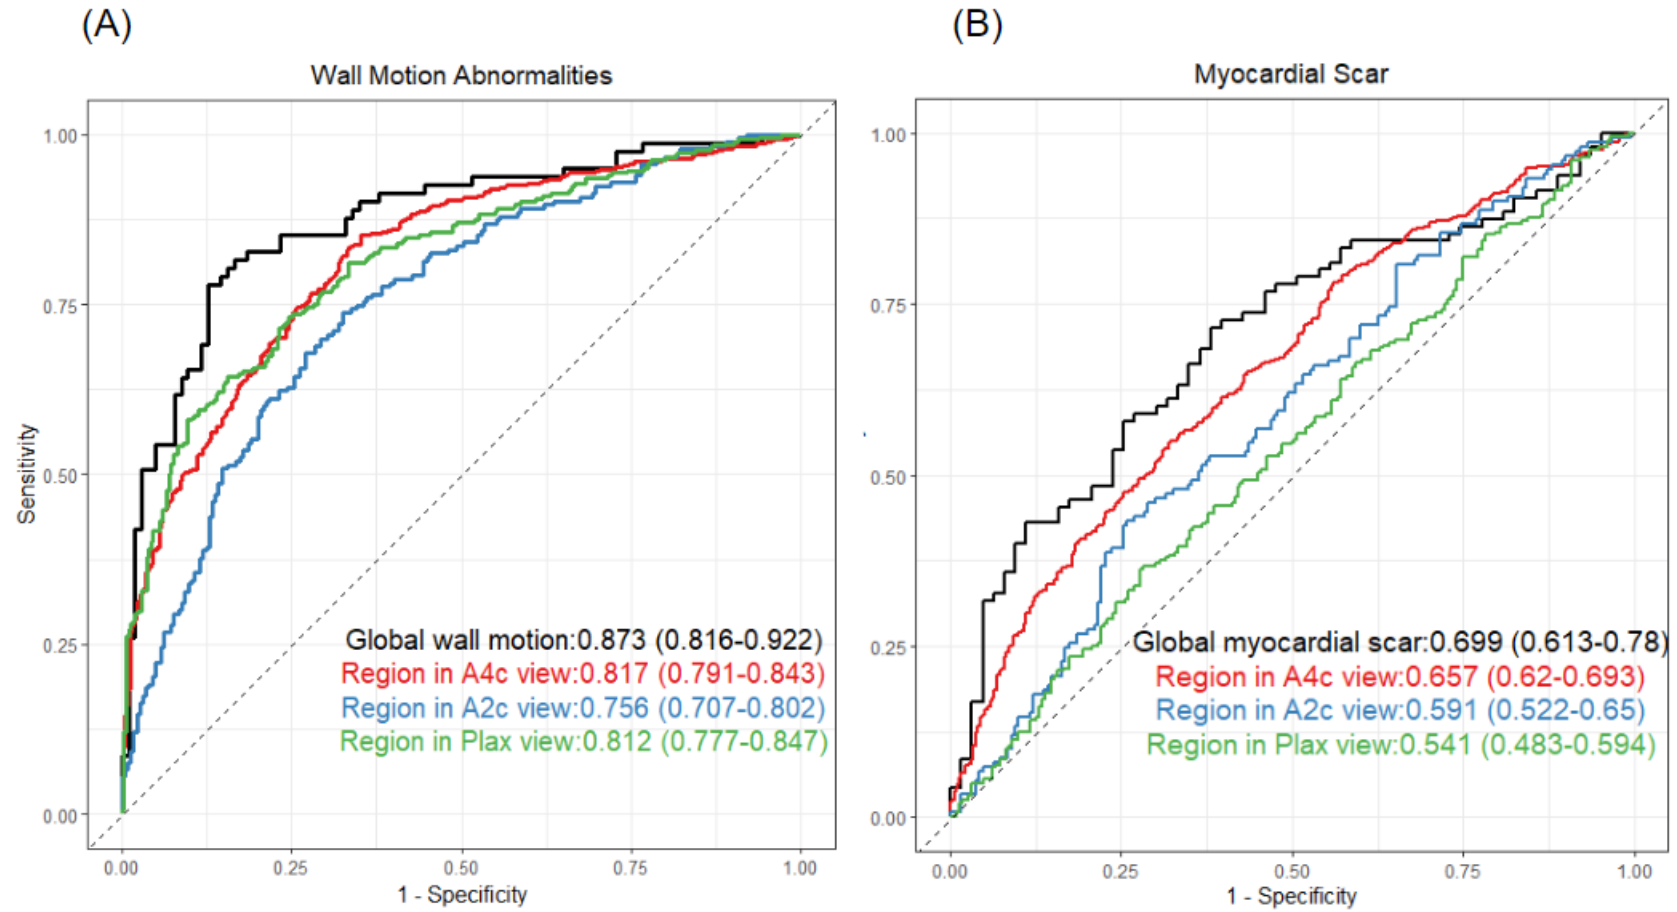 (A)
Wall Motion Abnormalities
1.00
0.75
0.50
0.25
0.00
Sensitivity
Global wall motion:0.873 (0.816-0.922)
Region in A4c view:0.817 (0.791-0.843)
Region in A2c view:0.756 (0.707-0.802)
Region in Plax view:0.812 (0.777-0.847)
0.00 0.25 0.50 0.75 1.00
1 - Specificity
(B)
Myocardial Scar
1.00
0.75
0.50
0.25
0.00
Global myocardial scar:0.699 (0.613-0.78)
Region in A4c view:0.657 (0.62-0.693)
Region in A2c view:0.591 (0.522-0.65)
Region in Plax view:0.541 (0.483-0.594)
0.00 0.25 0.50 0.75 1.00
1 - Specificity